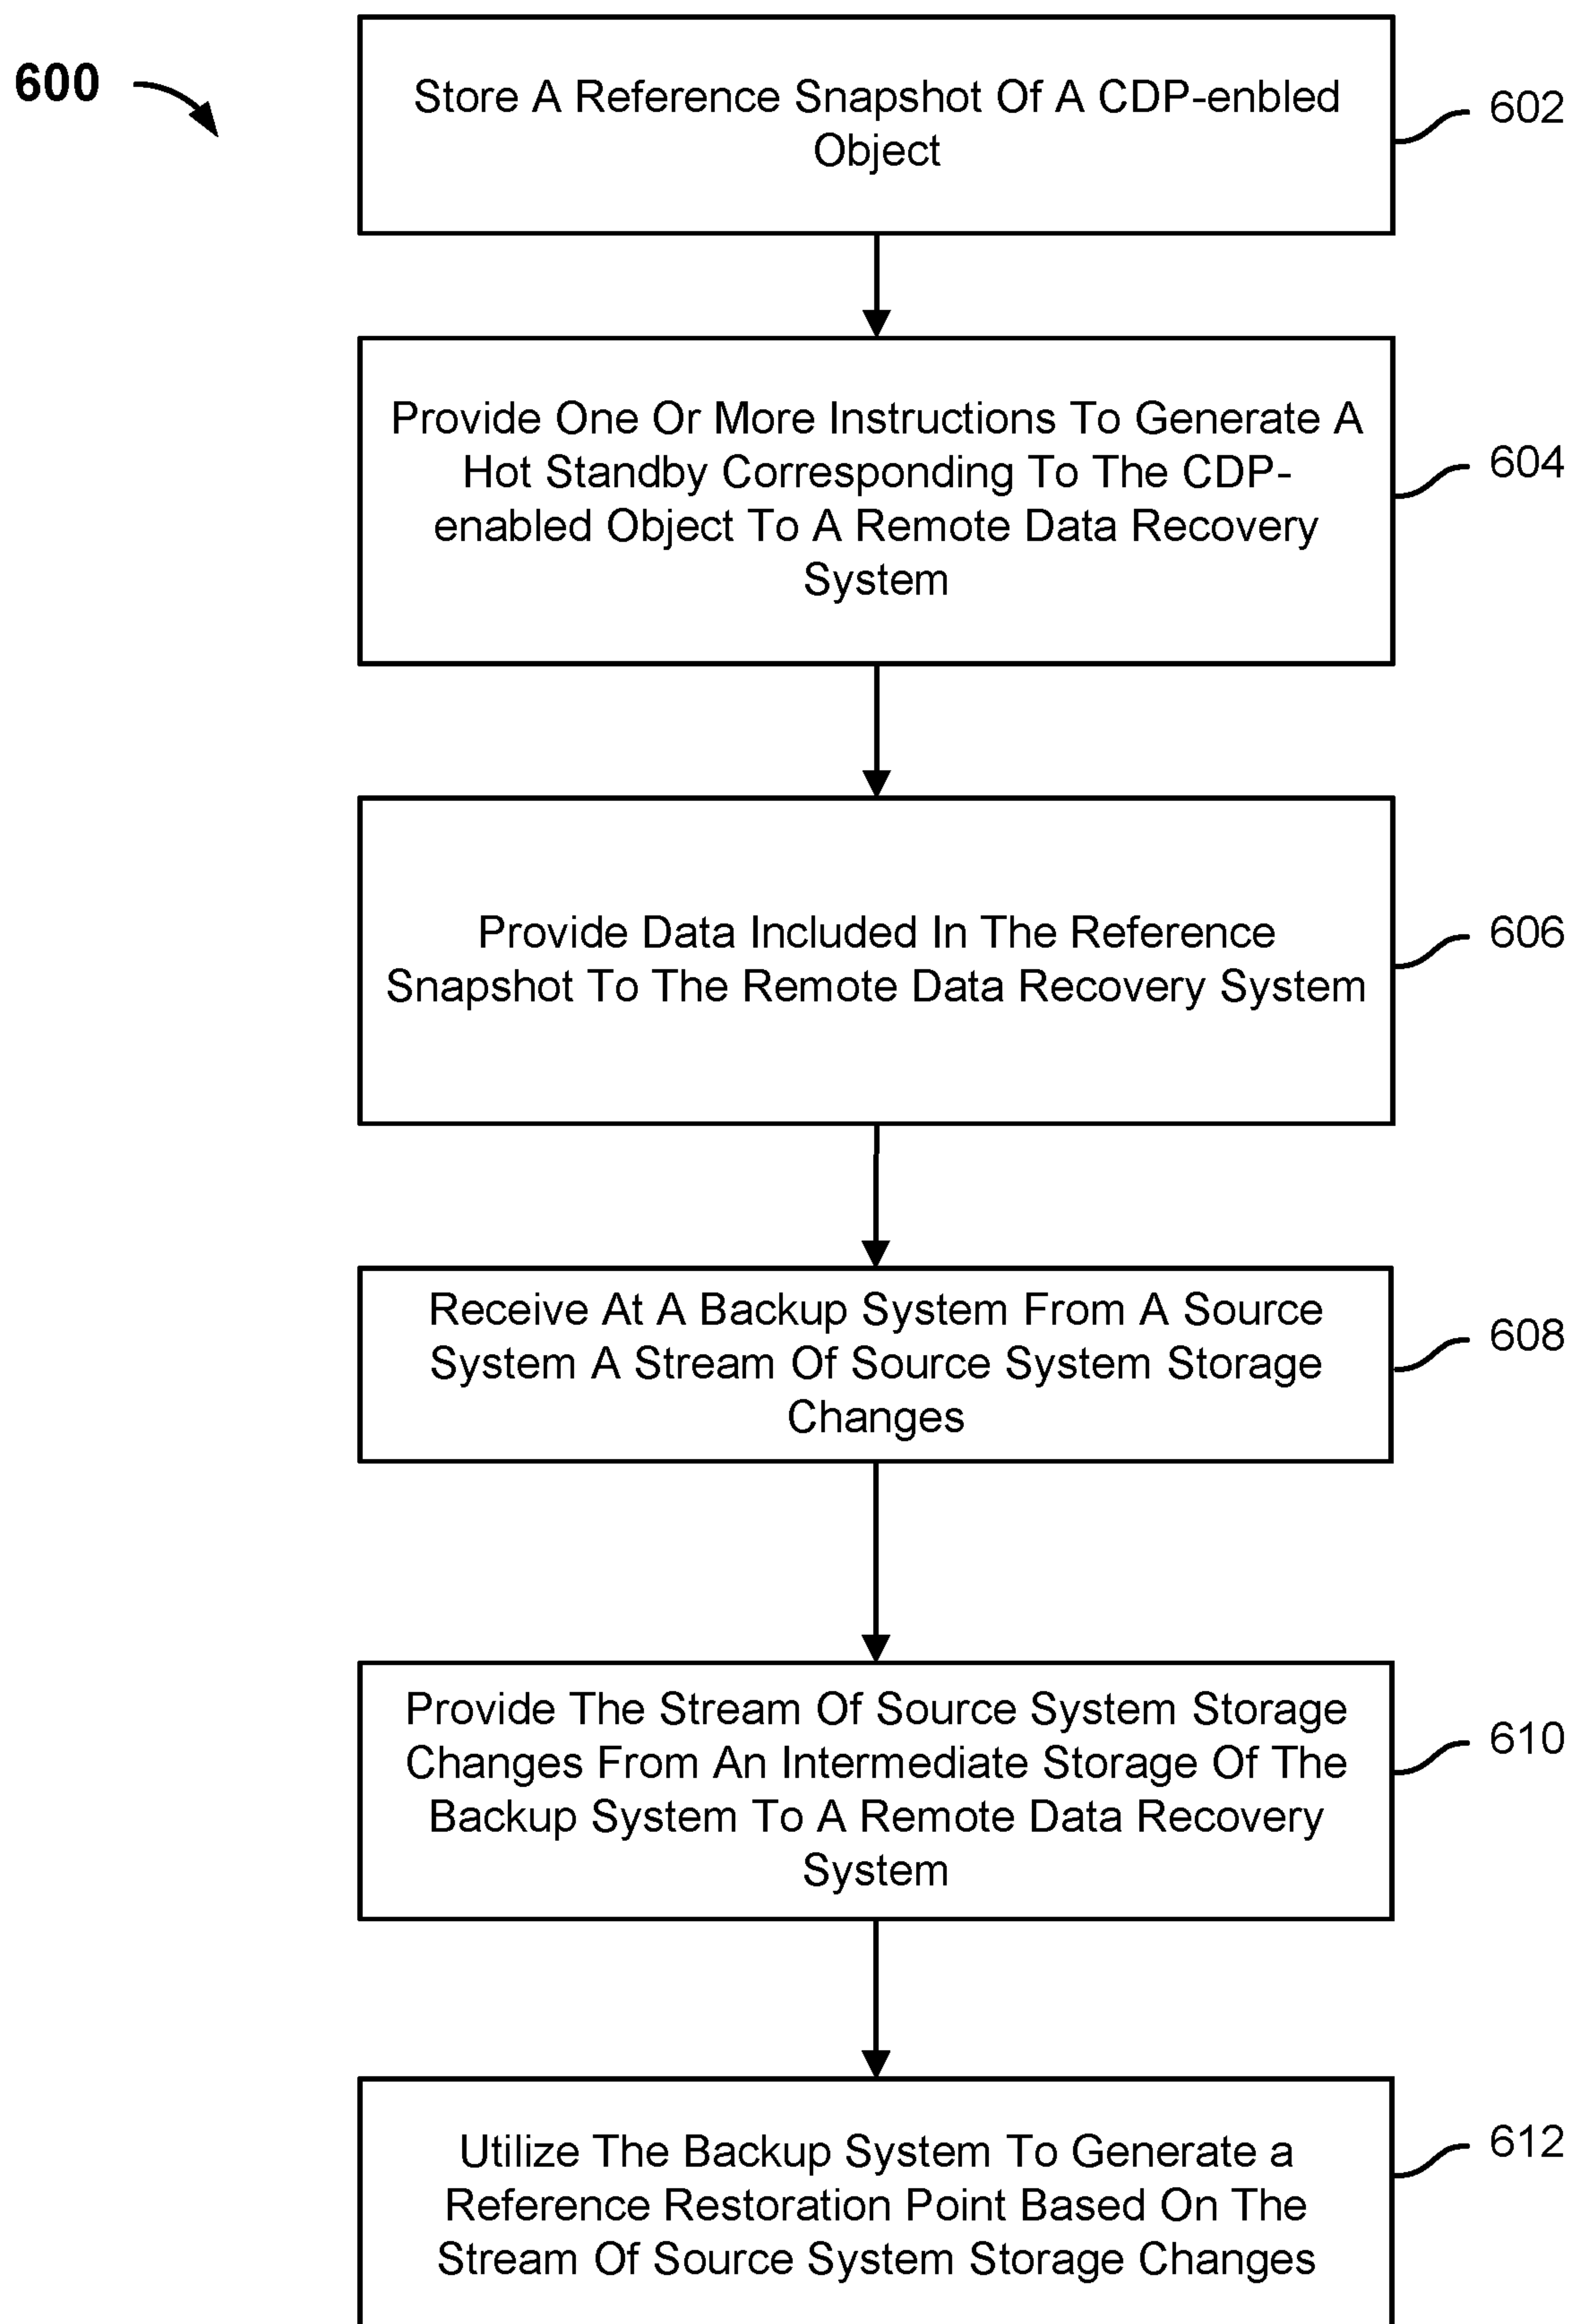 600
Store A Reference Snapshot Of A CDP-enbled
Object
602
Provide One Or More Instructions To Generate A
Hot Standby Corresponding To The CDP-
enabled Object To A Remote Data Recovery
System
604
Provide Data Included In The Reference
Snapshot To The Remote Data Recovery System
606
Receive At A Backup System From A Source
System A Stream Of Source System Storage
Changes
608
Provide The Stream Of Source System Storage
Changes From An Intermediate Storage Of The
Backup System To A Remote Data Recovery
System
610
Utilize The Backup System To Generate a
Reference Restoration Point Based On The
Stream Of Source System Storage Changes
612